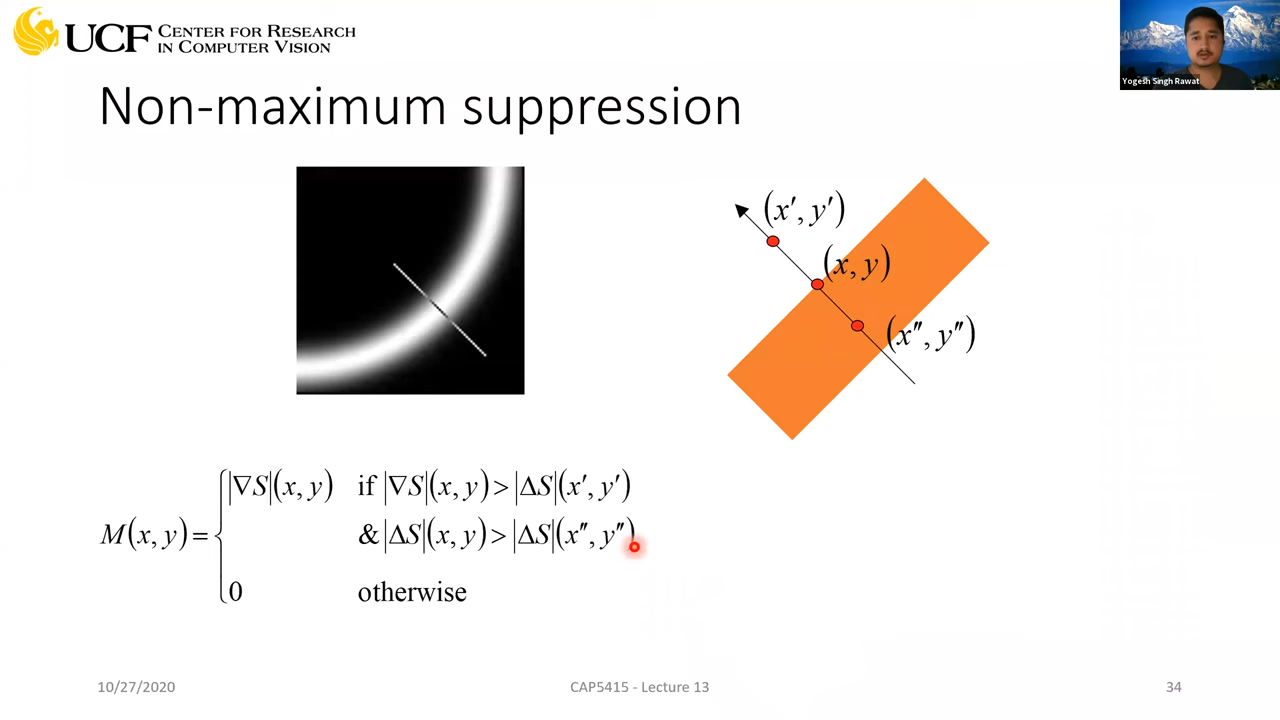 UCF CENTER FOR RESEARCH
IN COMPUTER VISION
Yogesh Singh Rawat
Non-maximum suppression
(x′, y′)
(x, y)
(x″, y″)
M(x, y) = { |∇S|(x, y) if |∇S|(x, y) > |ΔS|(x′, y′)
& |ΔS|(x, y) > |ΔS|(x″, y″)
0 otherwise
10/27/2020
CAP5415 - Lecture 13
34